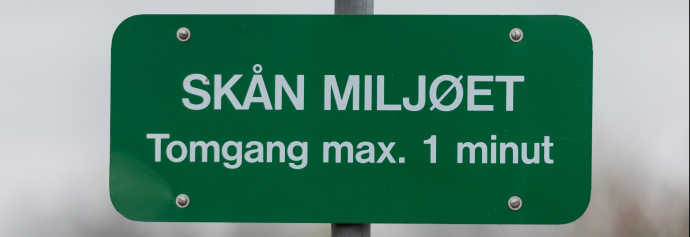 SKÅN MILJØET
Tomgang max. 1 minut